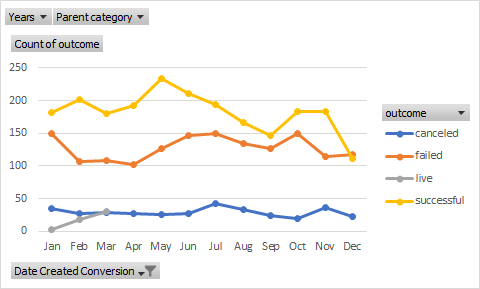 Years Parent category
Count of outcome
250
200
150
100
50
0
Jan Feb Mar Apr May Jun Jul Aug Sep Oct Nov Dec
outcome
canceled
failed
live
successful
Date Created Conversion